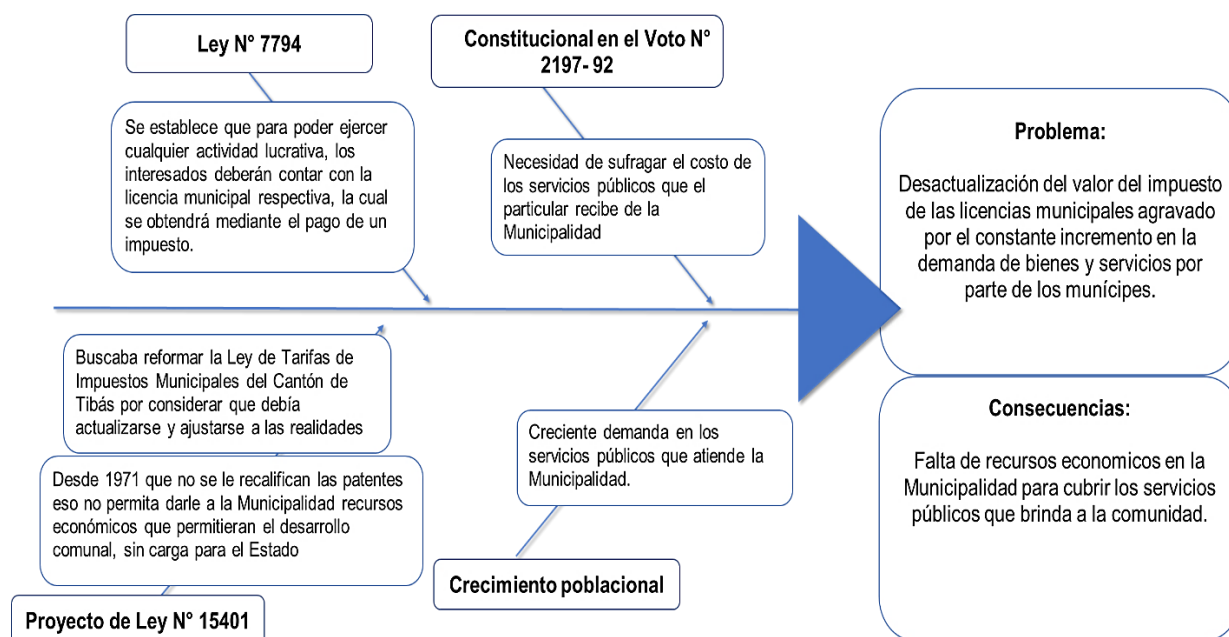 Ley N° 7794
Se establece que para poder ejercer
cualquier actividad lucrativa, los
interesados deberán contar con la
licencia municipal respectiva, la cual
se obtendrá mediante el pago de un
impuesto.
Constitucional en el Voto N°
2197- 92
Necesidad de sufragar el costo de
los servicios públicos que el
particular recibe de la
Municipalidad
Buscaba reformar la Ley de Tarifas de
Impuestos Municipales del Cantón de
Tibás por considerar que debía
actualizarse y ajustarse a las realidades
Desde 1971 que no se le recalifican las patentes
eso no permita darle a la Municipalidad recursos
económicos que permitieran el desarrollo
comunal, sin carga para el Estado
Proyecto de Ley N° 15401
Creciente demanda en los
servicios públicos que atiende la
Municipalidad.
Crecimiento poblacional
Problema:
Desactualización del valor del impuesto
de las licencias municipales agravado
por el constante incremento en la
demanda de bienes y servicios por
parte de los munícipes.
Consecuencias:
Falta de recursos economicos en la
Municipalidad para cubrir los servicios
públicos que brinda a la comunidad.